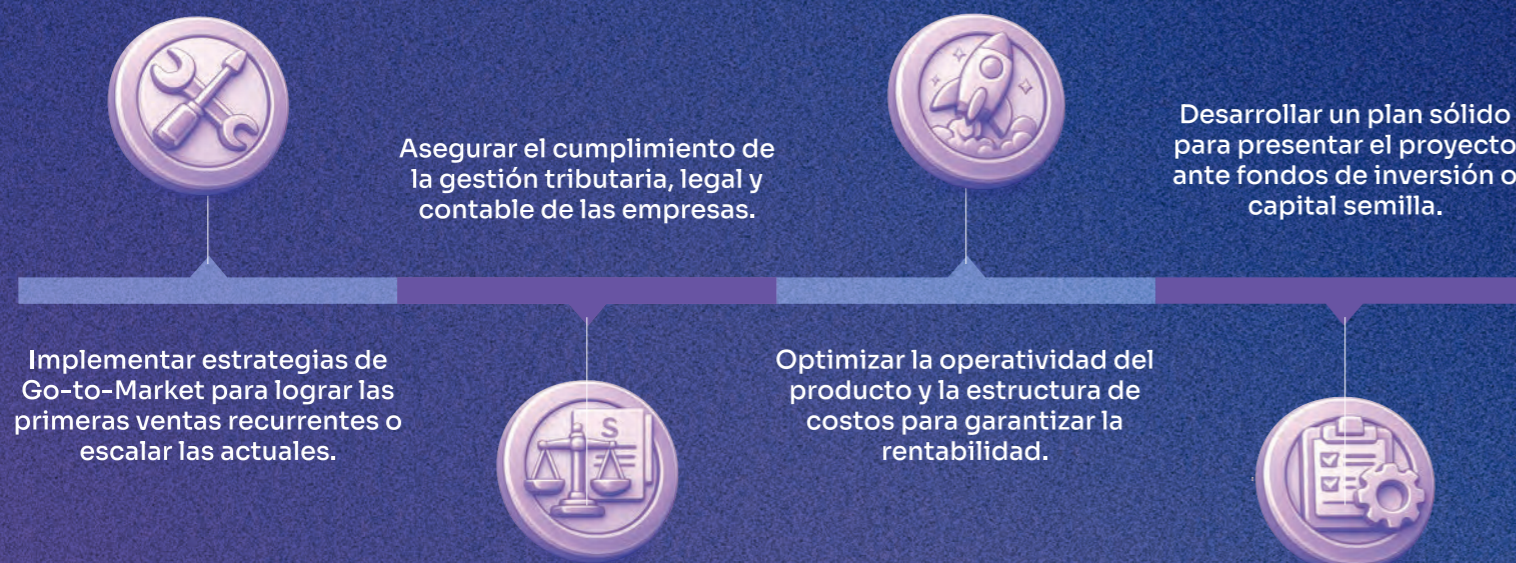 Asegurar el cumplimiento de
la gestión tributaria, legal y
contable de las empresas.
Desarrollar un plan sólido
para presentar el proyecto
ante fondos de inversión o
capital semilla.
Implementar estrategias de
Go-to-Market para lograr las
primeras ventas recurrentes o
escalar las actuales.
S
Optimizar la operatividad del
producto y la estructura de
costos para garantizar la
rentabilidad.